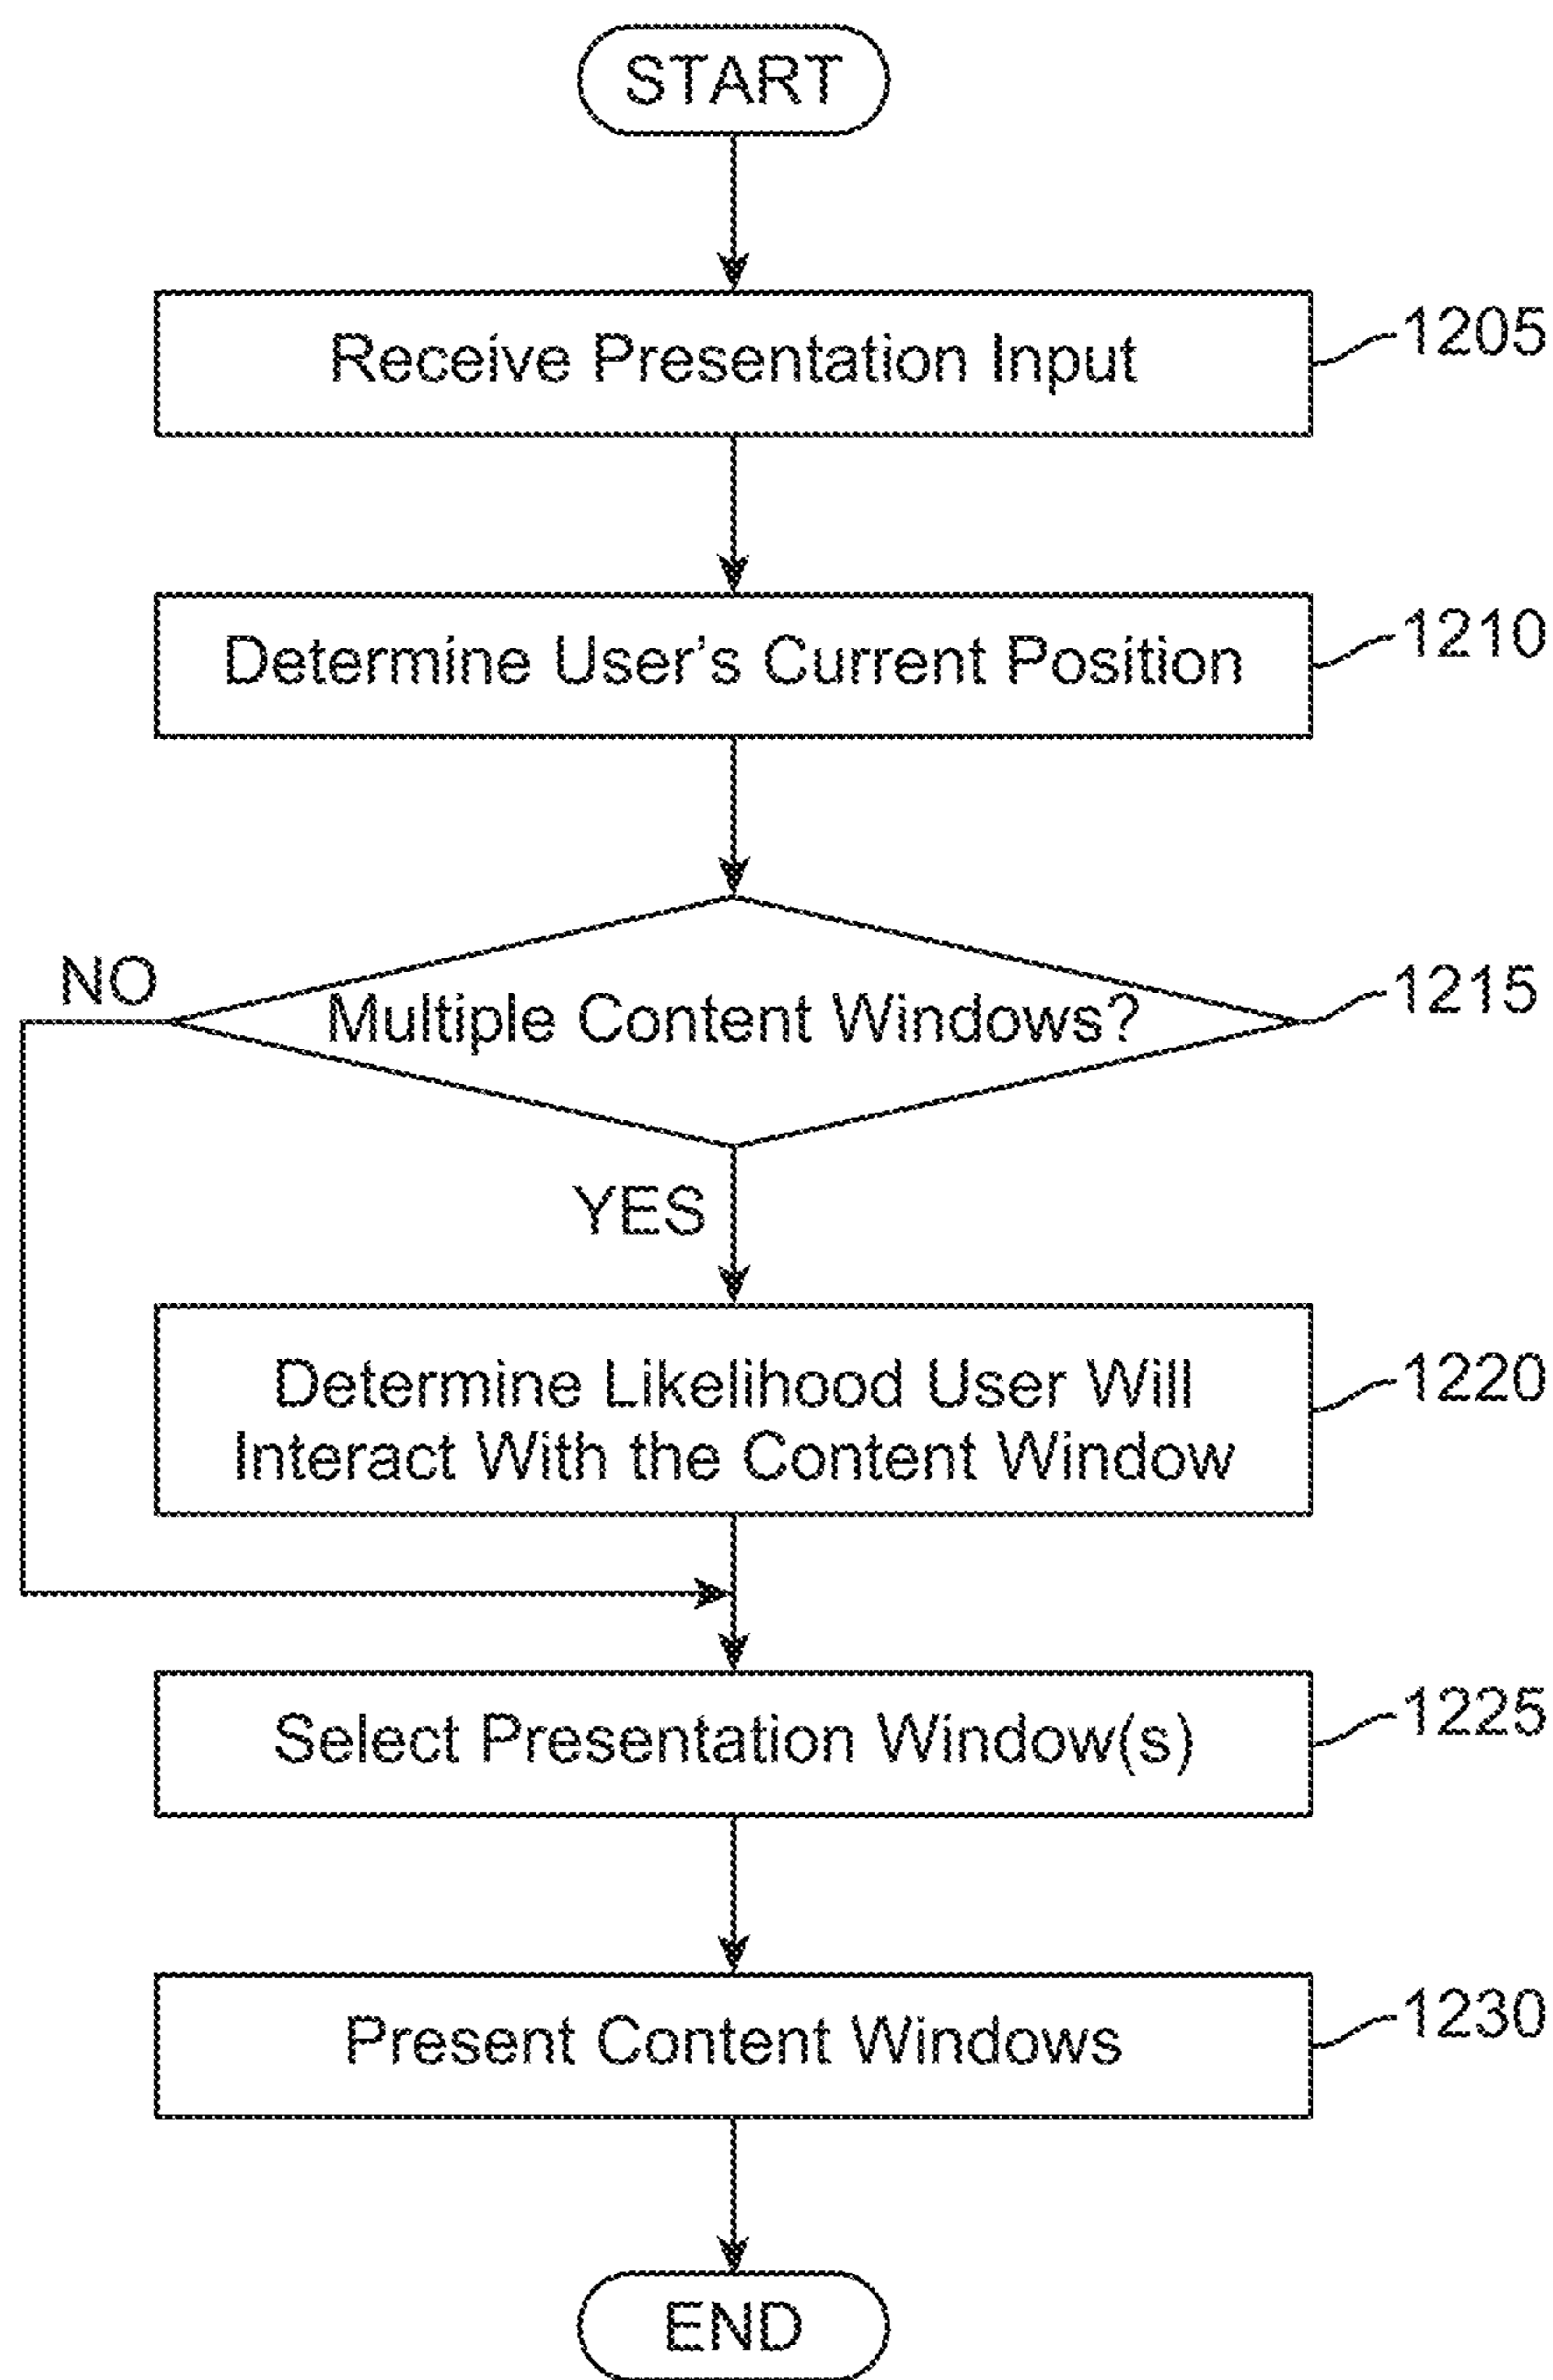 START
Receive Presentation Input
1205
Determine User's Current Position
1210
NO
Multiple Content Windows?
1215
YES
Determine Likelihood User Will
Interact With the Content Window
1220
Select Presentation Window(s)
1225
Present Content Windows
1230
END